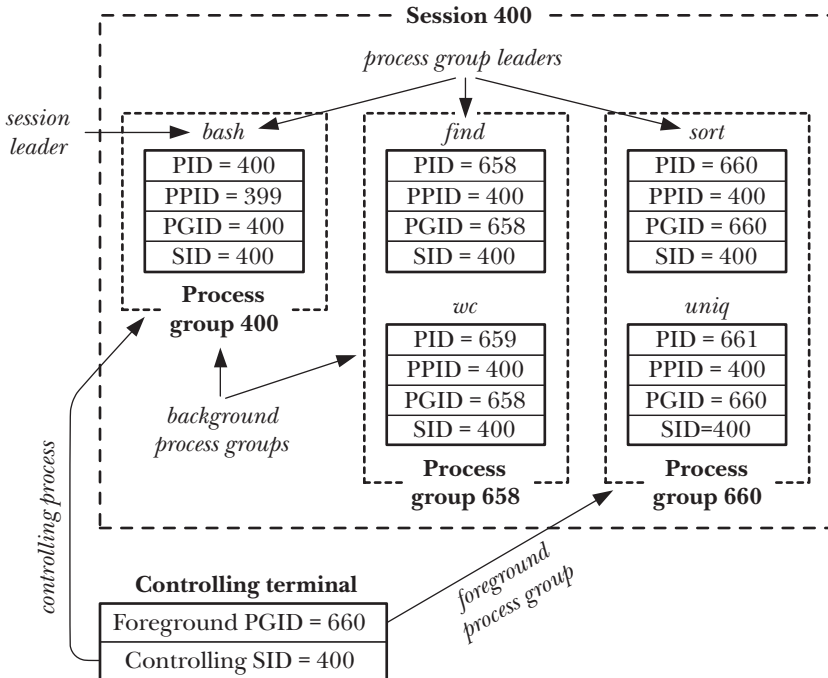 Session 400
process group leaders
session
leader
bash
PID = 400
PPID = 399
PGID = 400
SID = 400
Process
group 400
find
PID = 658
PPID = 400
PGID = 658
SID = 400
wc
PID = 659
PPID = 400
PGID = 658
SID = 400
Process
group 658
sort
PID = 660
PPID = 400
PGID = 660
SID = 400
uniq
PID = 661
PPID = 400
PGID = 660
SID=400
Process
group 660
background
process groups
controlling process
foreground
process group
Controlling terminal
Foreground PGID = 660
Controlling SID = 400